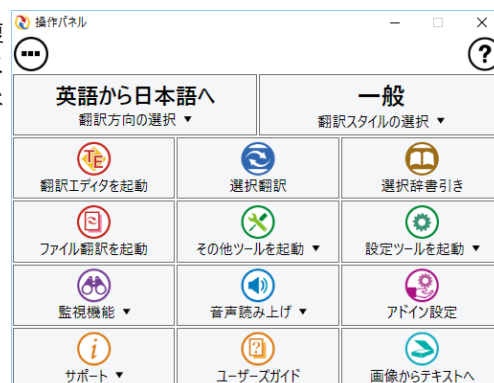 操作パネル
英語から日本語へ
翻訳方向の選択 ▼
一般
翻訳スタイルの選択 ▼
TE
翻訳エディタを起動
選択翻訳
選択辞書引き
ファイル翻訳を起動
その他ツールを起動 ▼
設定ツールを起動 ▼
監視機能 ▼
音声読み上げ ▼
アドイン設定
サポート ▼
ユーザーズガイド
画像からテキストへ